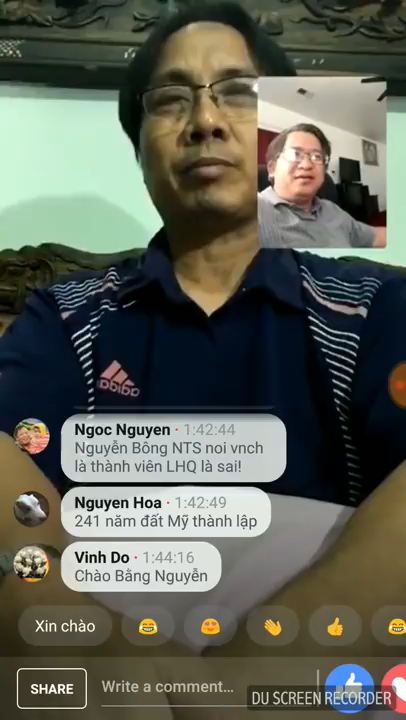 adidas
Ngoc Nguyen • 1:42:44
Nguyễn Bông NTS noi vnch
là thành viên LHQ là sai!
Nguyen Hoa • 1:42:49
241 năm đất Mỹ thành lập
Vinh Do • 1:44:16
Chào Bằng Nguyễn
Xin chào
SHARE
Write a comment...
DU SCREEN RECORDER